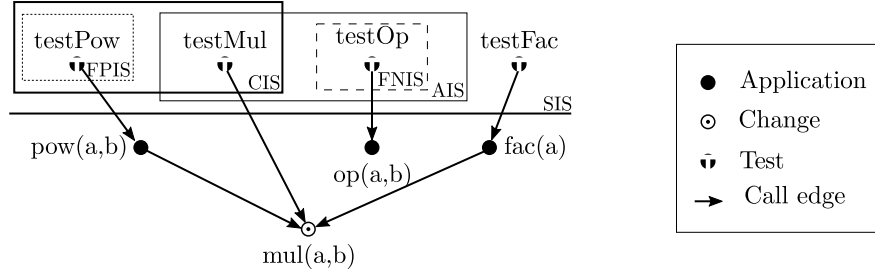 testPow testMul testOp testFac
FPIS CIS FNIS AIS
SIS
pow(a,b) op(a,b) fac(a)
mul(a,b)
Application
Change
Test
Call edge